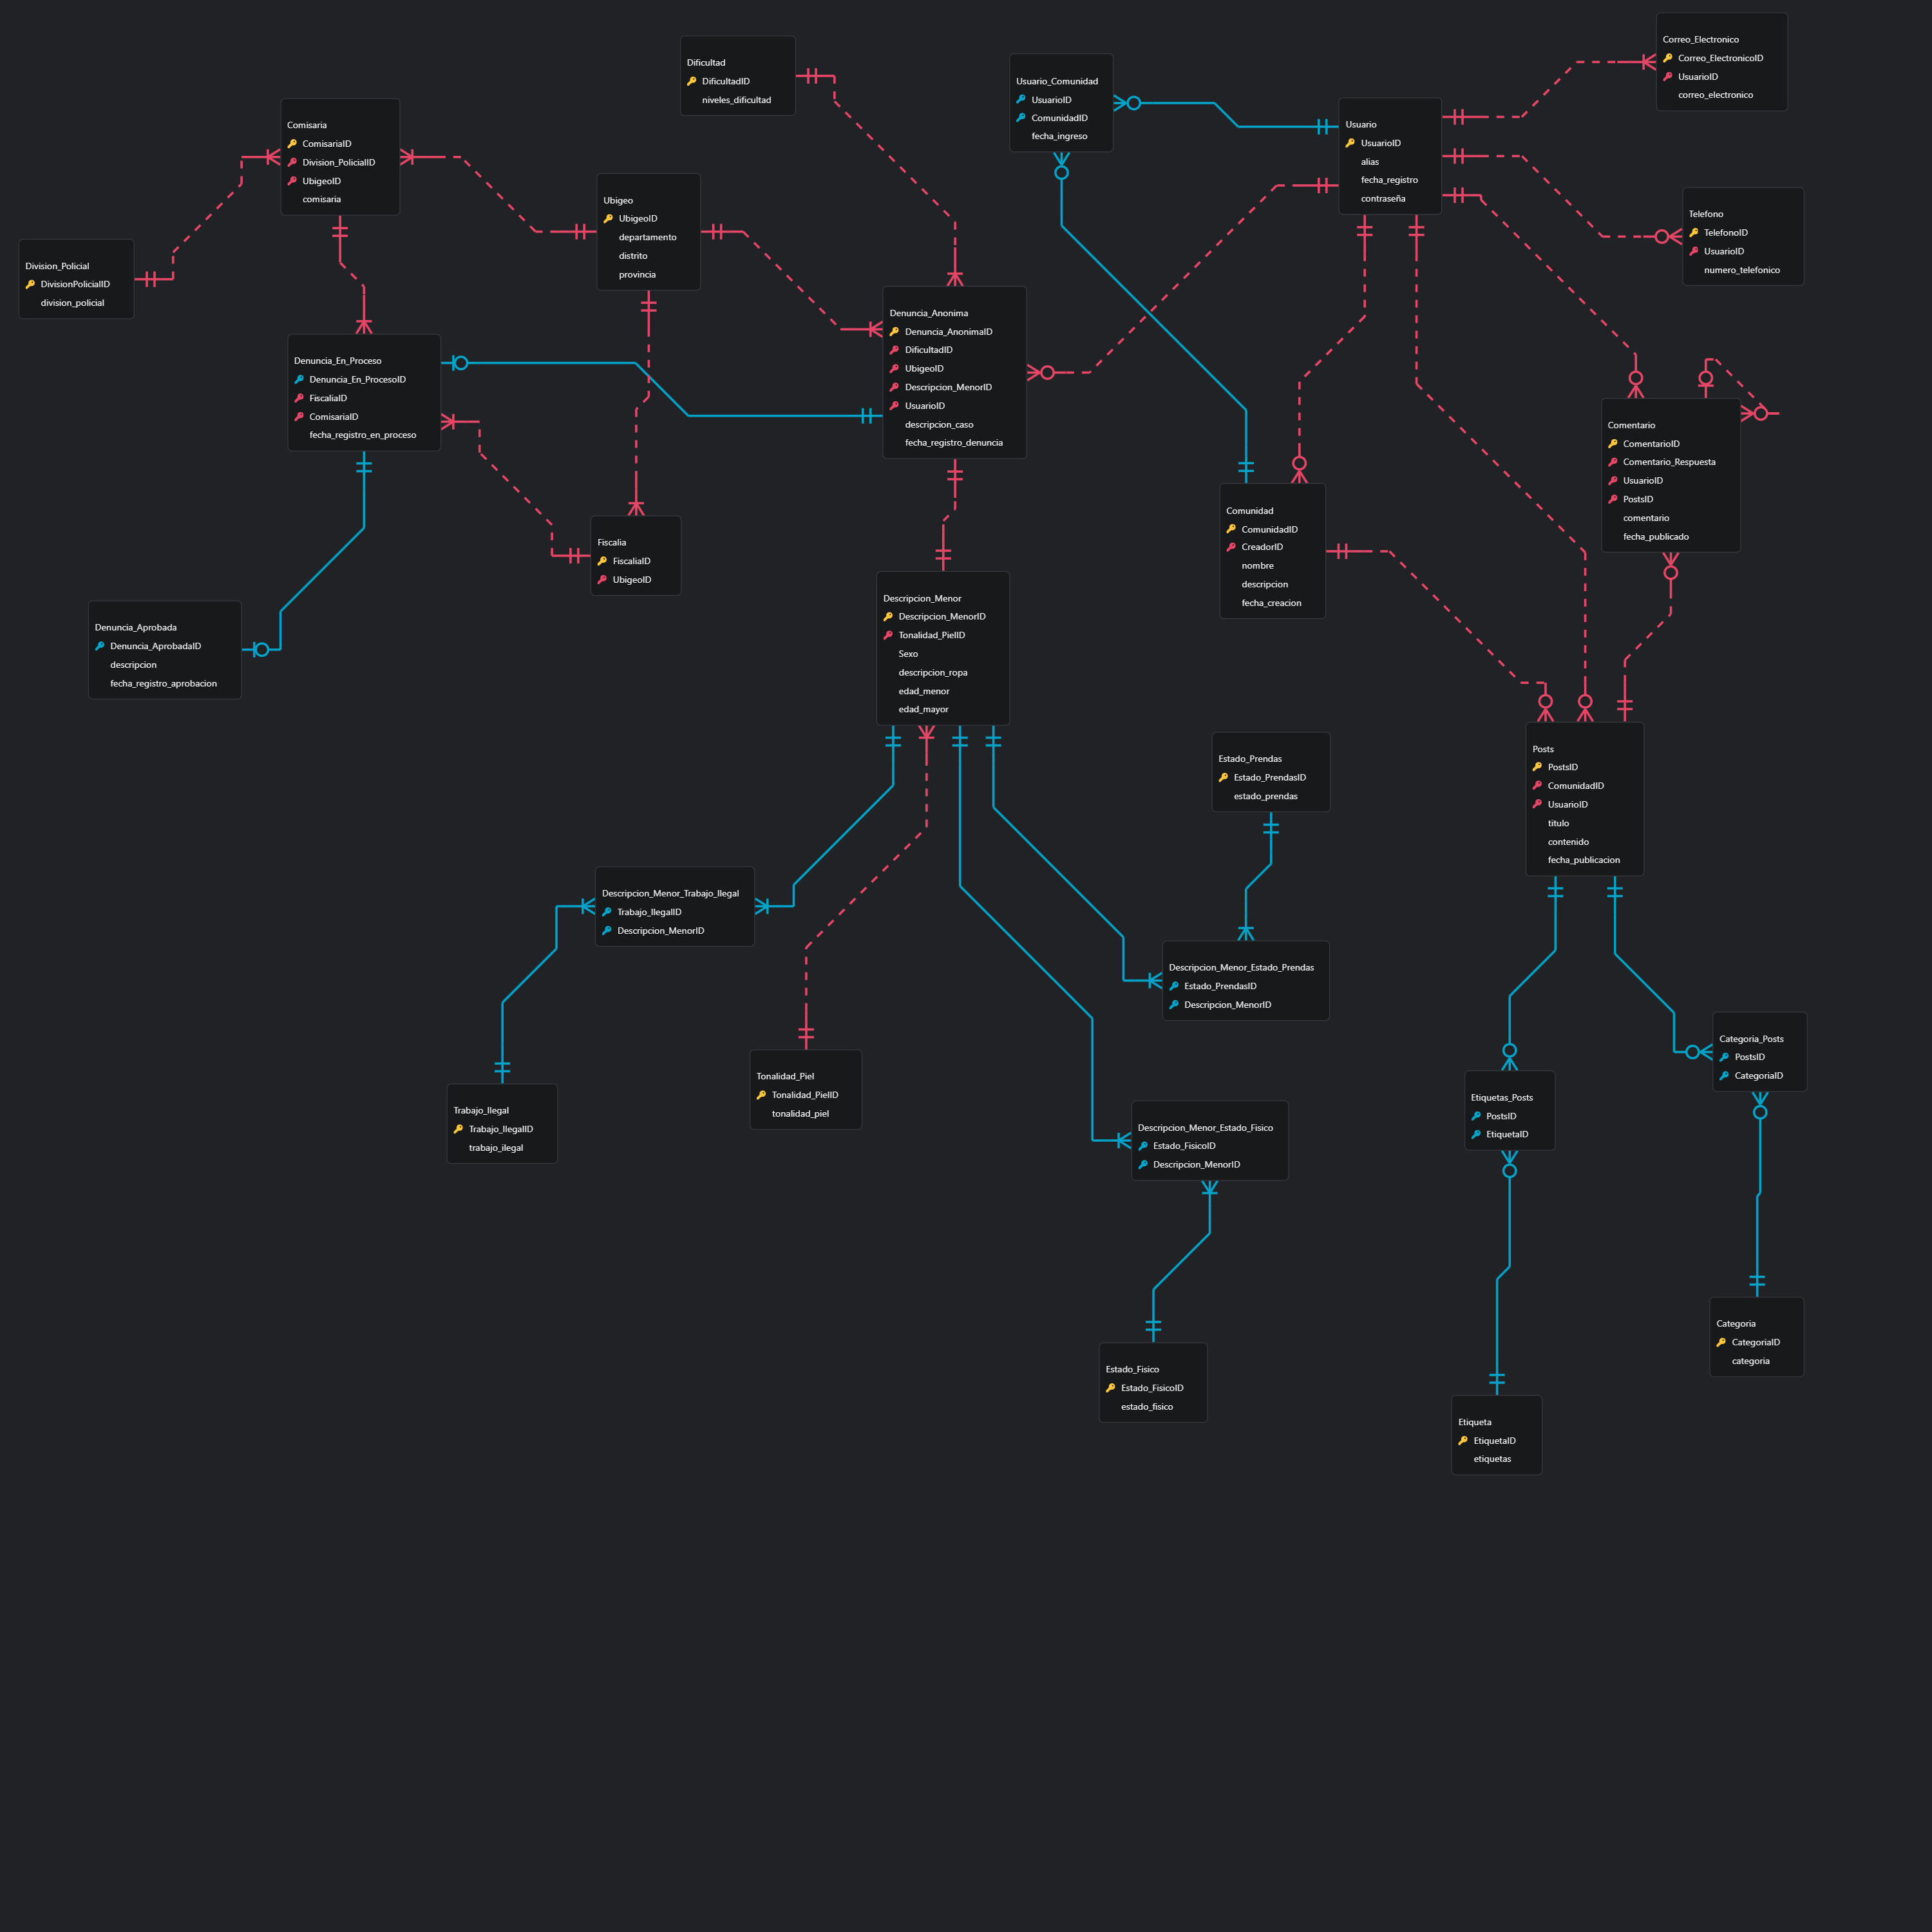 Correo_Electronico
Correo_ElectronicoID
UsuarioID
correo_electronico
Dificultad
DificultadID
niveles_dificultad
Usuario_Comunidad
UsuarioID
ComunidadID
fecha_ingreso
Comisaria
ComisariaID
Division_PolicialID
UbigeoID
comisaria
Usuario
UsuarioID
alias
fecha_registro
contraseña
Ubigeo
UbigeoID
departamento
distrito
provincia
Telefono
TelefonoID
UsuarioID
numero_telefonico
Division_Policial
DivisionPolicialID
division_policial
Denuncia_Anonima
Denuncia_AnonimaID
DificultadID
UbigeoID
Descripcion_MenorID
UsuarioID
descripcion_caso
fecha_registro_denuncia
Denuncia_En_Proceso
Denuncia_En_ProcesoID
FiscaliaID
ComisariaID
fecha_registro_en_proceso
Comentario
ComentarioID
Comentario_Respuesta
UsuarioID
PostsID
comentario
fecha_publicado
Comunidad
ComunidadID
CreadorID
nombre
descripcion
fecha_creacion
Fiscalia
FiscaliaID
UbigeoID
Descripcion_Menor
Descripcion_MenorID
Tonalidad_PielID
Sexo
descripcion_ropa
edad_menor
edad_mayor
Denuncia_Aprobada
Denuncia_AprobadaID
descripcion
fecha_registro_aprobacion
Posts
PostsID
ComunidadID
UsuarioID
titulo
contenido
fecha_publicacion
Estado_Prendas
Estado_PrendasID
estado_prendas
Descripcion_Menor_Trabajo_Ilegal
Trabajo_IlegalID
Descripcion_MenorID
Descripcion_Menor_Estado_Prendas
Estado_PrendasID
Descripcion_MenorID
Categoria_Posts
PostsID
CategoriaID
Tonalidad_Piel
Tonalidad_PielID
tonalidad_piel
Etiquetas_Posts
PostsID
EtiquetaID
Trabajo_Ilegal
Trabajo_IlegalID
trabajo_ilegal
Descripcion_Menor_Estado_Fisico
Estado_FisicoID
Descripcion_MenorID
Categoria
CategoriaID
categoria
Estado_Fisico
Estado_FisicoID
estado_fisico
Etiqueta
EtiquetaID
etiquetas